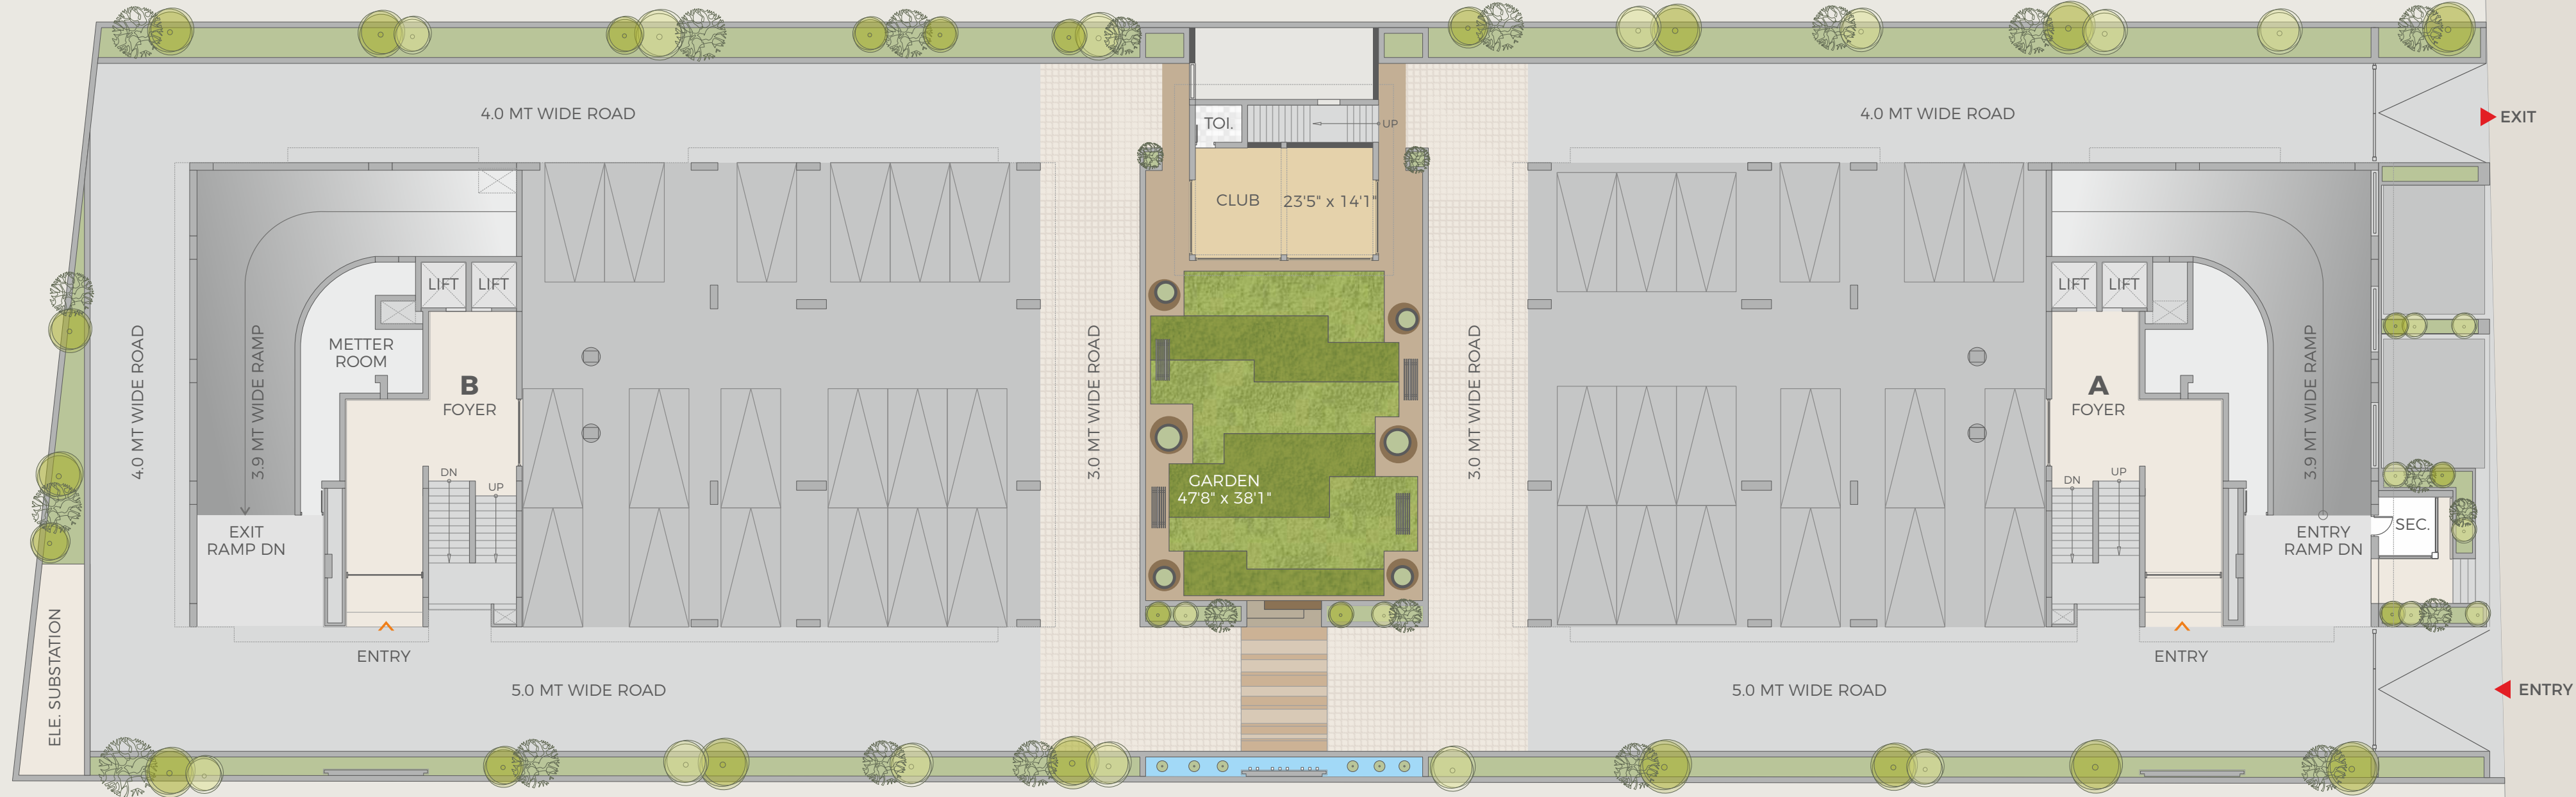 4.0 MT WIDE ROAD
4.0 MT WIDE ROAD
EXIT
TOI.
UP
CLUB 23'5" x 14'1"
LIFT
LIFT
LIFT
LIFT
4.0 MT WIDE ROAD
3.9 MT WIDE RAMP
METTER
ROOM
B
FOYER
3.0 MT WIDE ROAD
3.0 MT WIDE ROAD
A
FOYER
3.9 MT WIDE RAMP
DN
UP
GARDEN
47'8" x 38'1"
DN
UP
EXIT
RAMP DN
ENTRY
RAMP DN
SEC.
ELE. SUBSTATION
ENTRY
ENTRY
5.0 MT WIDE ROAD
5.0 MT WIDE ROAD
ENTRY